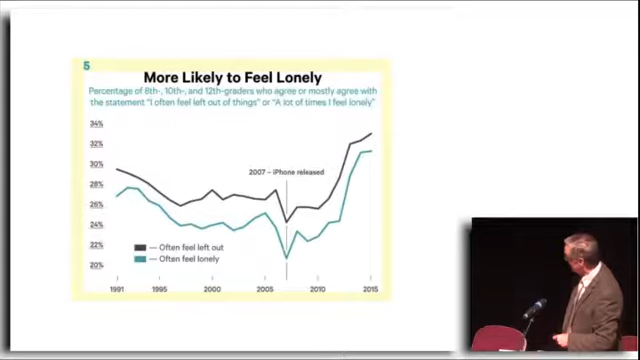 5
More Likely to Feel Lonely
Percentage of 8th-, 10th-, and 12th-graders who agree or mostly agree with
the statement "I often feel left out of things" or "A lot of times I feel lonely"
34%
32%
30%
28%
26%
24%
22%
20%
2007 – iPhone released
— Often feel left out
— Often feel lonely
1991
1995
2000
2005
2010
2015